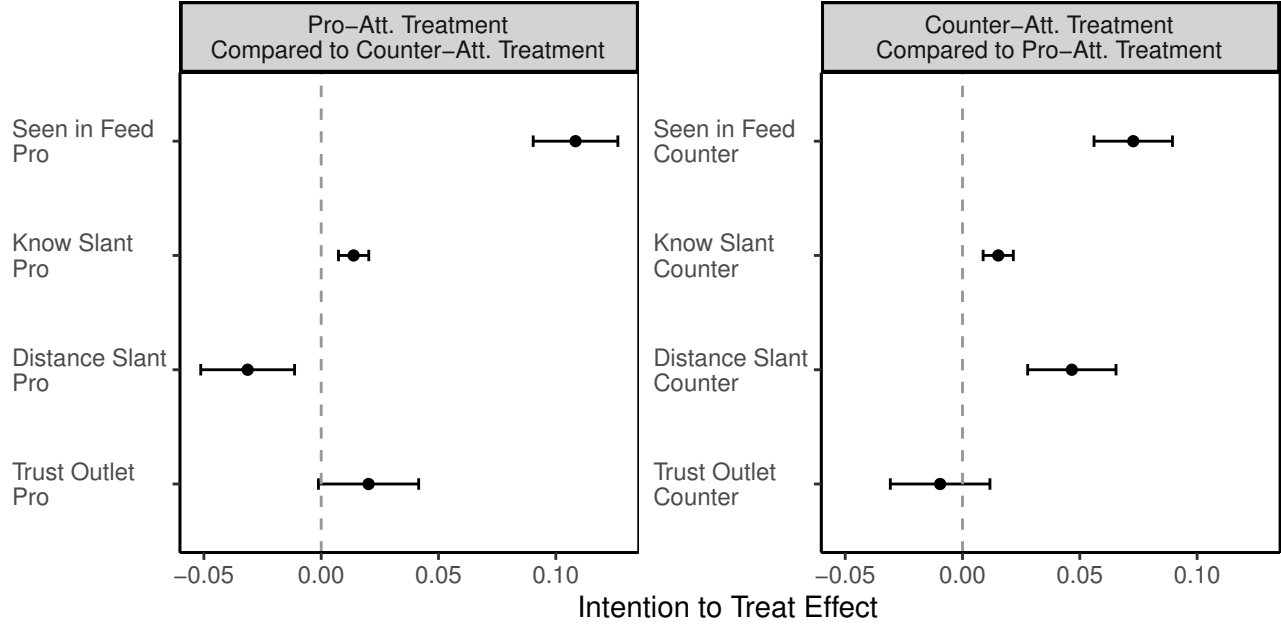 Pro−Att. Treatment
Compared to Counter−Att. Treatment
Seen in Feed
Pro
Know Slant
Pro
Distance Slant
Pro
Trust Outlet
Pro
−0.05
0.00
0.05
0.10
Counter−Att. Treatment
Compared to Pro−Att. Treatment
Seen in Feed
Counter
Know Slant
Counter
Distance Slant
Counter
Trust Outlet
Counter
−0.05
0.00
0.05
0.10
Intention to Treat Effect